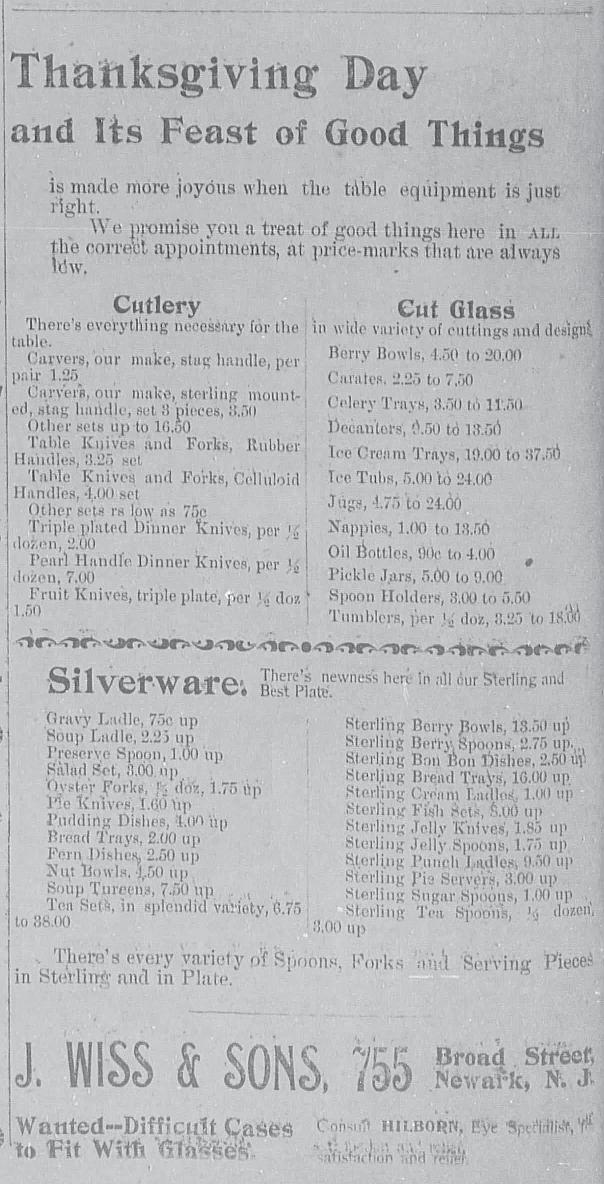 Thanksgiving Day
and Its Feast of Good Things
is made more joyous when the table equipment is just
right.
We promise you a treat of good things here in ALL
the correct appointments, at price-marks that are always
low.
Cutlery
There's everything necessary for the
table.
Carvers, our make, stag handle, per
pair 1.25
Carvers, our make, sterling mount-
ed, stag handle, set 3 pieces, 3.50
Other sets up to 16.50
Table Knives and Forks, Rubber
Handles, 3.25 set
Table Knives and Forks, Celluloid
Handles, 4.00 set
Other sets rs low as 75c
Triple plated Dinner Knives, per ½
dozen, 2.00
Pearl Handle Dinner Knives, per ½
dozen, 7.00
Fruit Knives, triple plate, per ½ doz
1.50
Cut Glass
in wide variety of cuttings and designs
Berry Bowls, 4.50 to 20.00
Carates, 2.25 to 7.50
Celery Trays, 3.50 to 11.50
Decanters, 9.50 to 13.50
Ice Cream Trays, 19.00 to 37.50
Ice Tubs, 5.00 to 24.00
Jugs, 4.75 to 24.00
Nappies, 1.00 to 13.50
Oil Bottles, 90c to 4.00
Pickle Jars, 5.00 to 9.00
Spoon Holders, 3.00 to 5.50
Tumblers, per ½ doz, 3.25 to 18.00
Silverware. There's newness here in all our Sterling and
Best Plate.
Gravy Ladle, 75c up
Soup Ladle, 2.25 up
Preserve Spoon, 1.00 up
Salad Set, 3.00 up
Oyster Forks, ½ doz, 1.75 up
Pie Knives, 1.60 up
Pudding Dishes, 4.00 up
Bread Trays, 2.00 up
Fern Dishes, 2.50 up
Nut Bowls, 4.50 up
Soup Tureens, 7.50 up
Tea Sets, in splendid variety, 6.75
to 38.00
Sterling Berry Bowls, 13.50 up
Sterling Berry Spoons, 2.75 up
Sterling Bon Bon Dishes, 2.50 up
Sterling Bread Trays, 16.00 up
Sterling Cream Ladles, 1.00 up
Sterling Fish Sets, 8.00 up
Sterling Jelly Knives, 1.85 up
Sterling Jelly Spoons, 1.75 up
Sterling Punch Ladles, 9.50 up
Sterling Pie Servers, 3.00 up
Sterling Sugar Spoons, 1.00 up
Sterling Tea Spoons, ½ dozen,
3.00 up
There's every variety of Spoons, Forks and Serving Pieces
in Sterling and in Plate.
J. WISS & SONS, 755 Broad Street,
Newark, N. J.
Wanted--Difficult Cases
to Fit With Glasses.
Consult HILBORN, Eye Specialist,
satisfaction and relief.